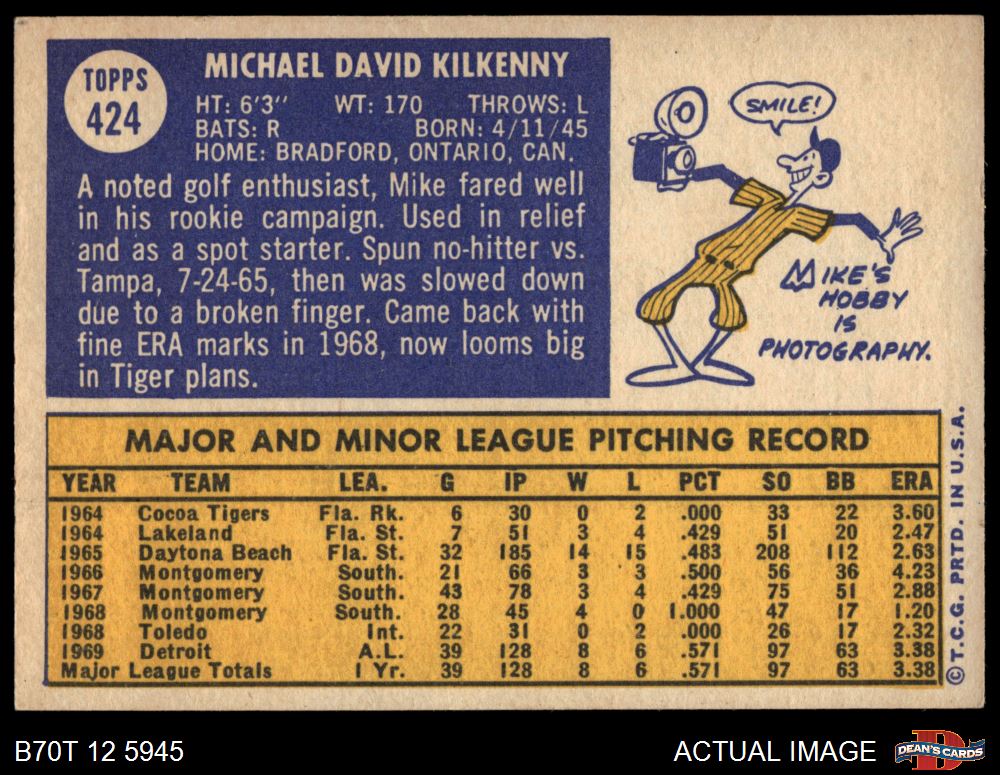 TOPPS
424
MICHAEL DAVID KILKENNY
HT: 6'3" WT: 170 THROWS: L
BATS: R BORN: 4/11/45
HOME: BRADFORD, ONTARIO, CAN.
A noted golf enthusiast, Mike fared well
in his rookie campaign. Used in relief
and as a spot starter. Spun no-hitter vs.
Tampa, 7-24-65, then was slowed down
due to a broken finger. Came back with
fine ERA marks in 1968, now looms big
in Tiger plans.
SMILE!
MIKE'S
HOBBY
IS
PHOTOGRAPHY.
MAJOR AND MINOR LEAGUE PITCHING RECORD
YEAR TEAM LEA. G IP W L PCT SO BB ERA
1964 Cocoa Tigers Fla. Rk. 6 30 0 2 .000 33 22 3.60
1964 Lakeland Fla. St. 7 51 3 4 .429 51 20 2.47
1965 Daytona Beach Fla. St. 32 185 14 15 .483 208 112 2.63
1966 Montgomery South. 21 66 3 3 .500 56 36 4.23
1967 Montgomery South. 43 78 3 4 .429 75 51 2.88
1968 Montgomery South. 28 45 4 0 1.000 47 17 1.20
1968 Toledo Int. 22 31 0 2 .000 26 17 2.32
1969 Detroit A.L. 39 128 8 6 .571 97 63 3.38
Major League Totals 1 Yr. 39 128 8 6 .571 97 63 3.38
© T.C.G. PRTD. IN U.S.A.
B70T 12 5945
ACTUAL IMAGE
DEAN'S CARDS